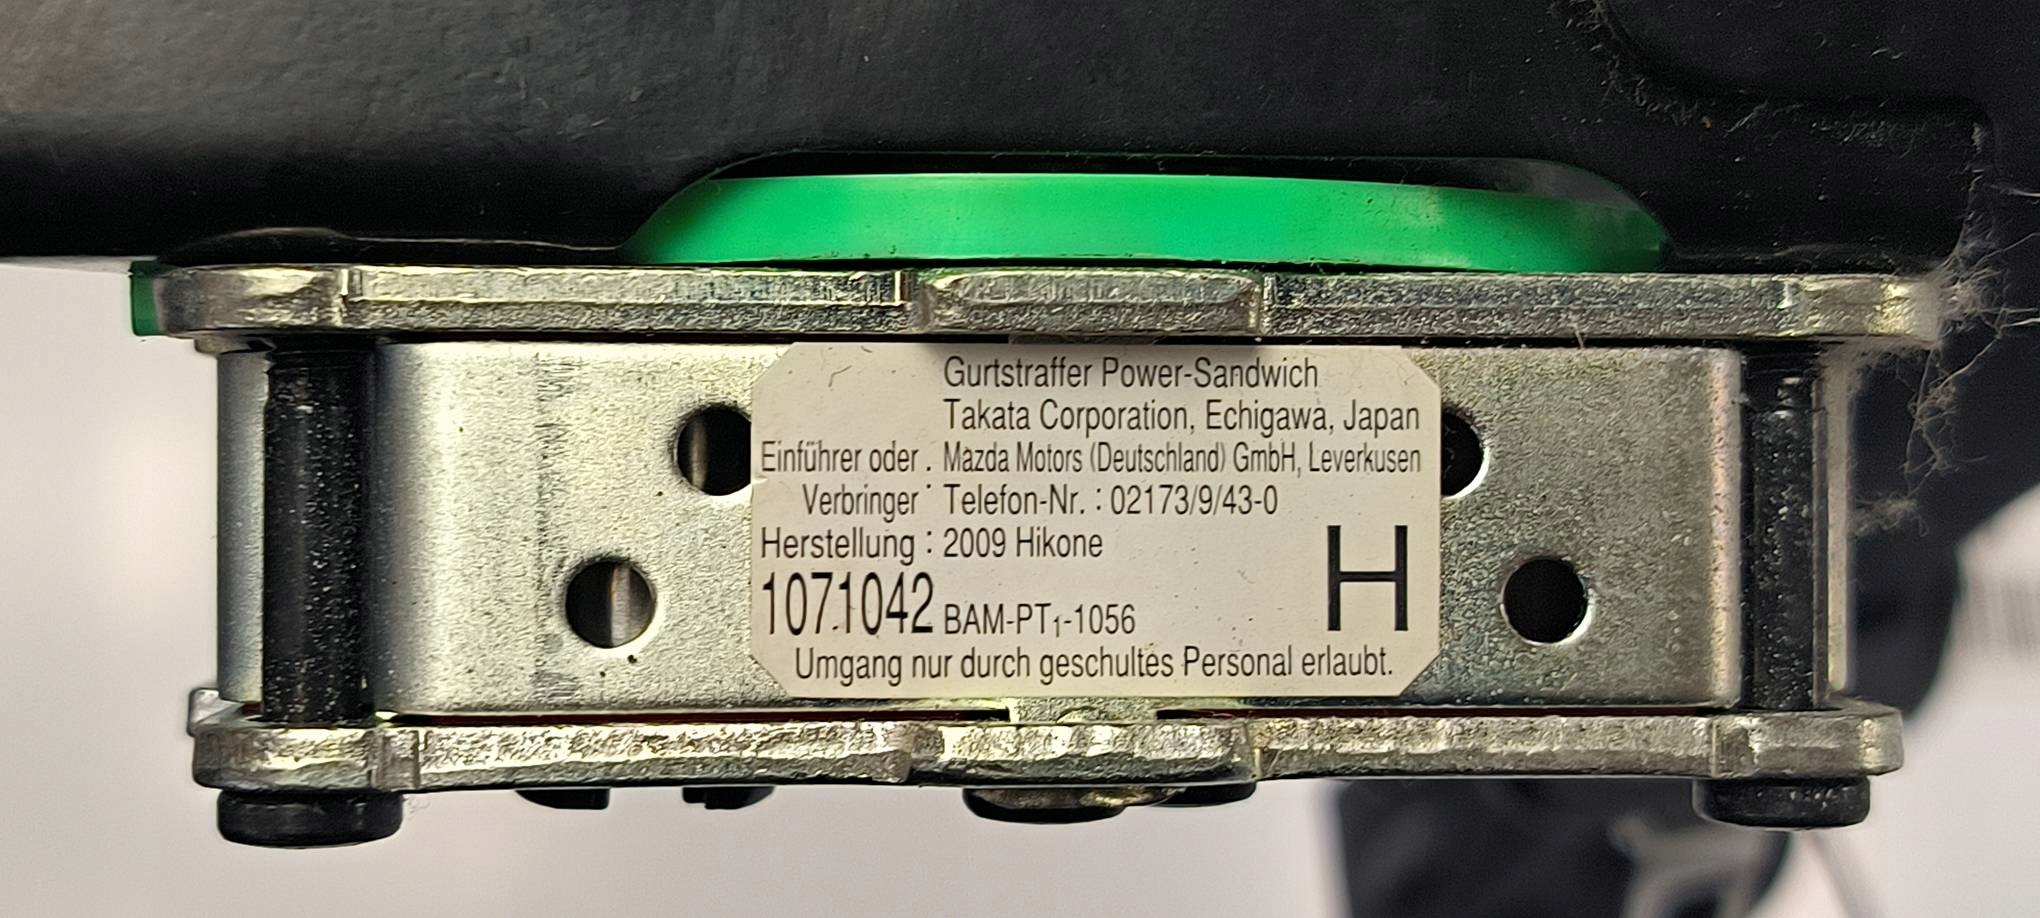 Gurtstraffer Power-Sandwich
Takata Corporation, Echigawa, Japan
Einführer oder : Mazda Motors (Deutschland) GmbH, Leverkusen
Verbringer Telefon-Nr. : 02173/9/43-0
Herstellung : 2009 Hikone
1071042 BAM-PT₁-1056 H
Umgang nur durch geschultes Personal erlaubt.